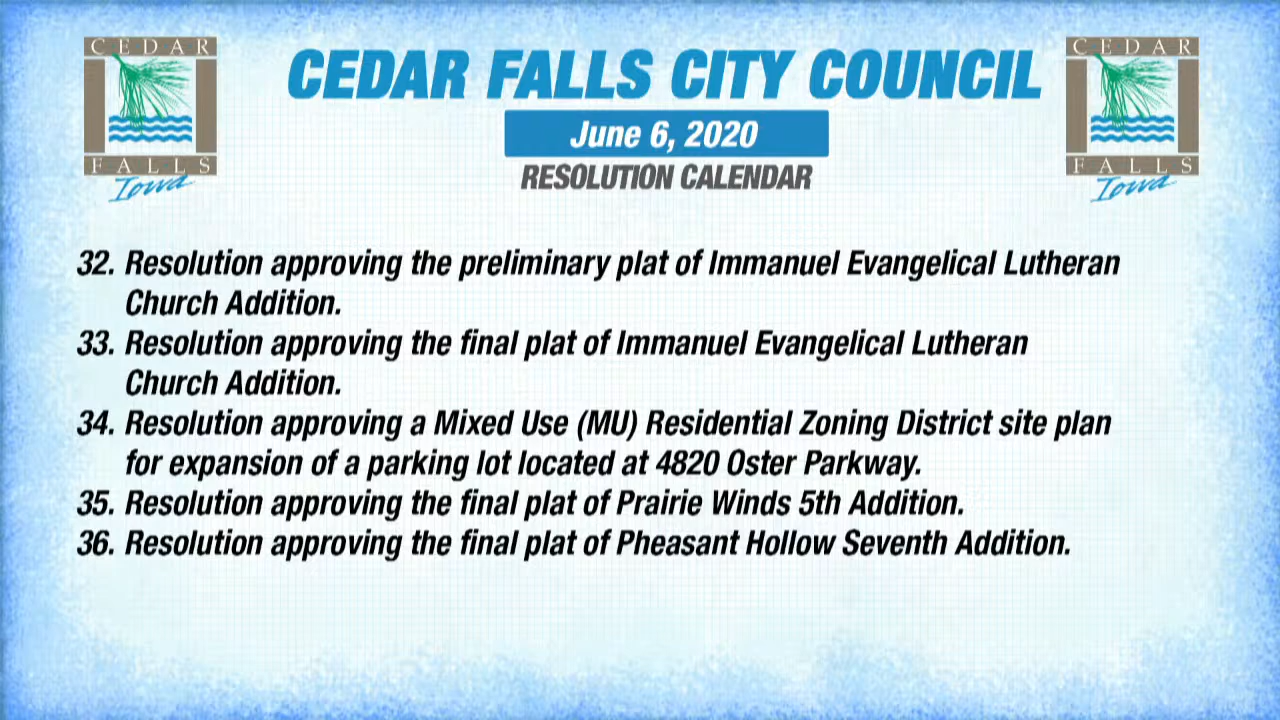 CEDAR
FALLS
Iowa
CEDAR FALLS CITY COUNCIL
June 6, 2020
RESOLUTION CALENDAR
CEDAR
FALLS
Iowa
32. Resolution approving the preliminary plat of Immanuel Evangelical Lutheran
Church Addition.
33. Resolution approving the final plat of Immanuel Evangelical Lutheran
Church Addition.
34. Resolution approving a Mixed Use (MU) Residential Zoning District site plan
for expansion of a parking lot located at 4820 Oster Parkway.
35. Resolution approving the final plat of Prairie Winds 5th Addition.
36. Resolution approving the final plat of Pheasant Hollow Seventh Addition.